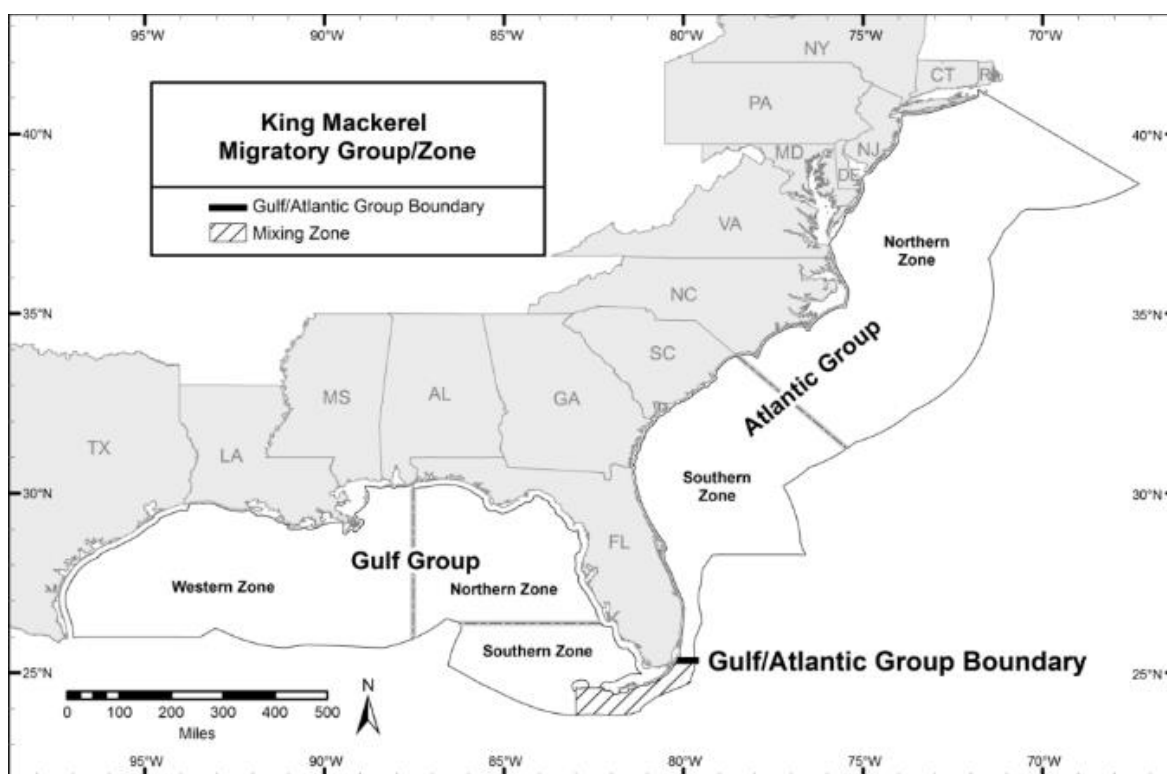 95°W 90°W 85°W 80°W 75°W 70°W
King Mackerel
Migratory Group/Zone
Gulf/Atlantic Group Boundary
Mixing Zone
40°N 40°N
35°N 35°N
30°N 30°N
25°N 25°N
NY
CT
RI
PA
NJ
MD
DE
VA
NC
SC
TX
LA
MS
AL
GA
FL
Northern
Zone
Atlantic Group
Southern
Zone
Gulf Group
Western Zone
Northern Zone
Southern Zone
Gulf/Atlantic Group Boundary
N
0 100 200 300 400 500
Miles
95°W 90°W 85°W 80°W 75°W 70°W